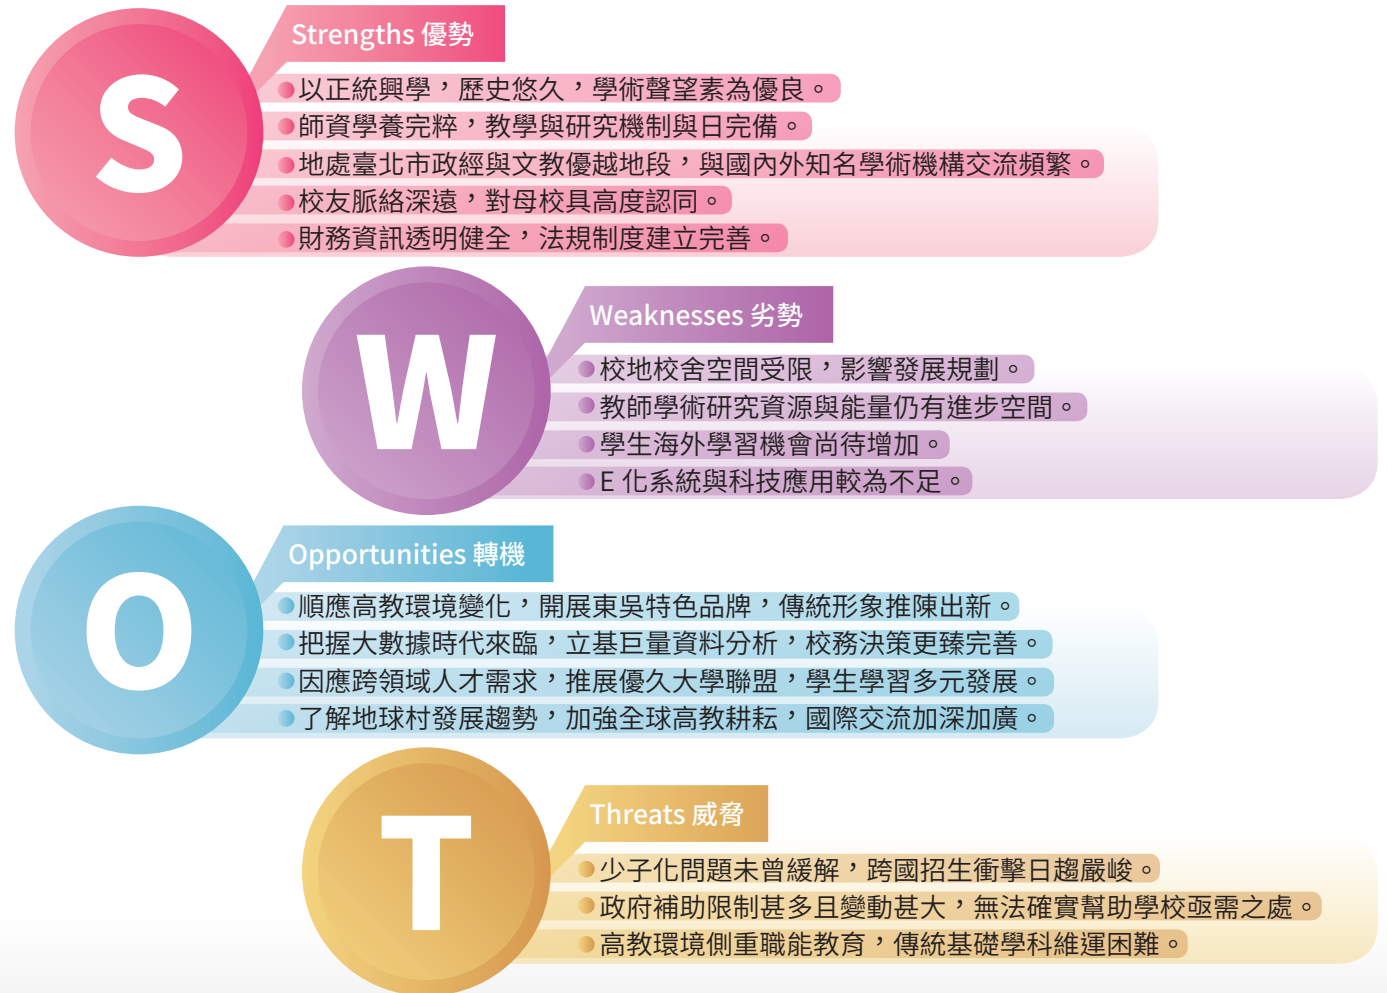 S
Strengths 優勢
以正統興學，歷史悠久，學術聲望素為優良。
師資學養完粹，教學與研究機制與日完備。
地處臺北市政經與文教優越地段，與國內外知名學術機構交流頻繁。
校友脈絡深遠，對母校具高度認同。
財務資訊透明健全，法規制度建立完善。
W
Weaknesses 劣勢
校地校舍空間受限，影響發展規劃。
教師學術研究資源與能量仍有進步空間。
學生海外學習機會尚待增加。
E 化系統與科技應用較為不足。
O
Opportunities 轉機
順應高教環境變化，開展東吳特色品牌，傳統形象推陳出新。
把握大數據時代來臨，立基巨量資料分析，校務決策更臻完善。
因應跨領域人才需求，推展優久大學聯盟，學生學習多元發展。
了解地球村發展趨勢，加強全球高教耕耘，國際交流加深加廣。
T
Threats 威脅
少子化問題未曾緩解，跨國招生衝擊日趨嚴峻。
政府補助限制甚多且變動甚大，無法確實幫助學校亟需之處。
高教環境側重職能教育，傳統基礎學科維運困難。